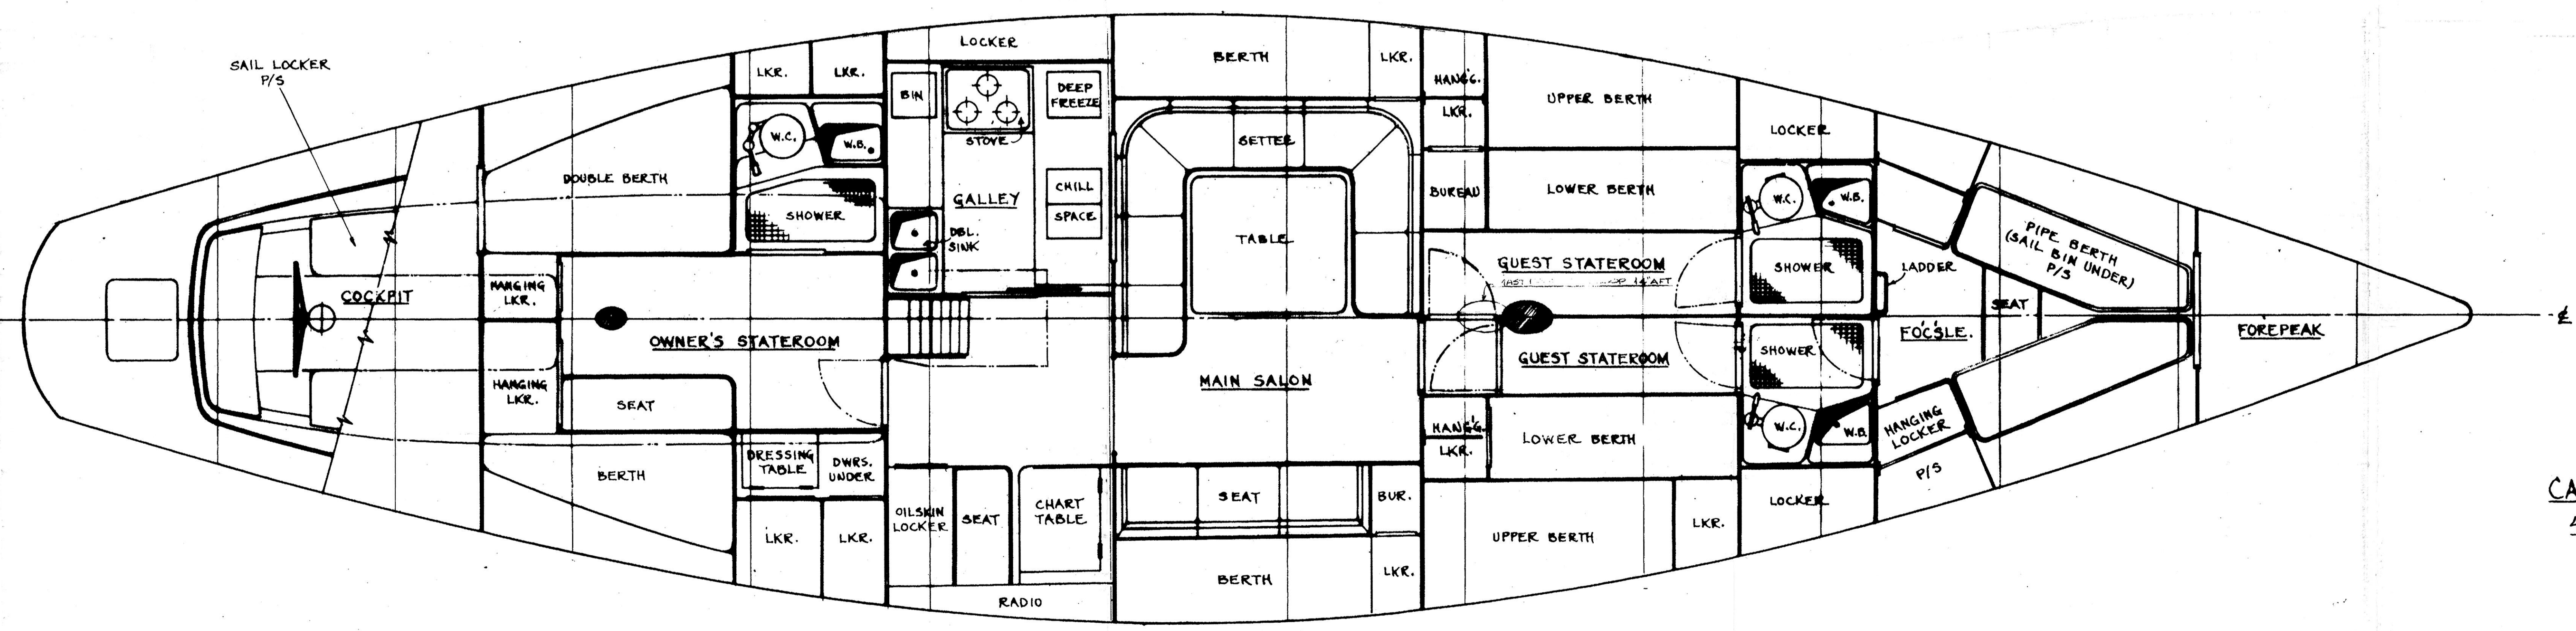 SAIL LOCKER
P/S
COCKPIT
HANGING
LKR.
HANGING
LKR.
DOUBLE BERTH
OWNER'S STATEROOM
SEAT
BERTH
LKR.
LKR.
W.C.
W.B.
SHOWER
DRESSING
TABLE
DWRS.
UNDER
LKR.
LKR.
LOCKER
BIN
STOVE
DEEP
FREEZE
GALLEY
CHILL
SPACE
DBL.
SINK
OILSKIN
LOCKER
SEAT
CHART
TABLE
RADIO
BERTH
LKR.
SETTEE
TABLE
MAIN SALON
SEAT
BUR.
BERTH
LKR.
HANG'G.
LKR.
BUREAU
UPPER BERTH
LOWER BERTH
GUEST STATEROOM
AFT
GUEST STATEROOM
HANG'G.
LKR.
LOWER BERTH
UPPER BERTH
LKR.
LOCKER
W.C.
W.B.
SHOWER
SHOWER
W.C.
W.B.
LOCKER
LADDER
FO'C'SLE.
SEAT
PIPE BERTH
(SAIL BIN UNDER)
P/S
HANGING
LOCKER
P/S
FOREPEAK
CA